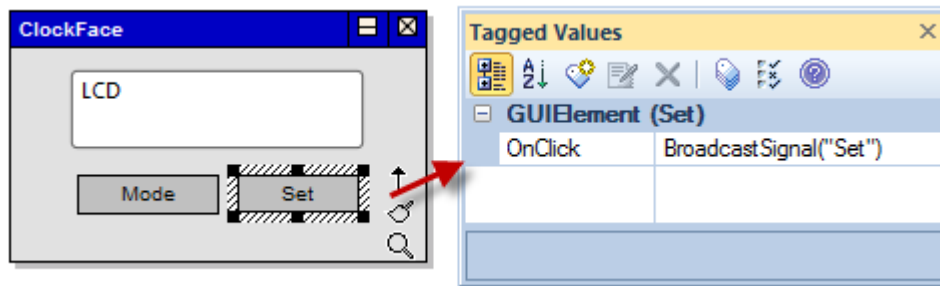 ClockFace
LCD
Mode
Set
Tagged Values
GUIElement (Set)
OnClick BroadcastSignal("Set")